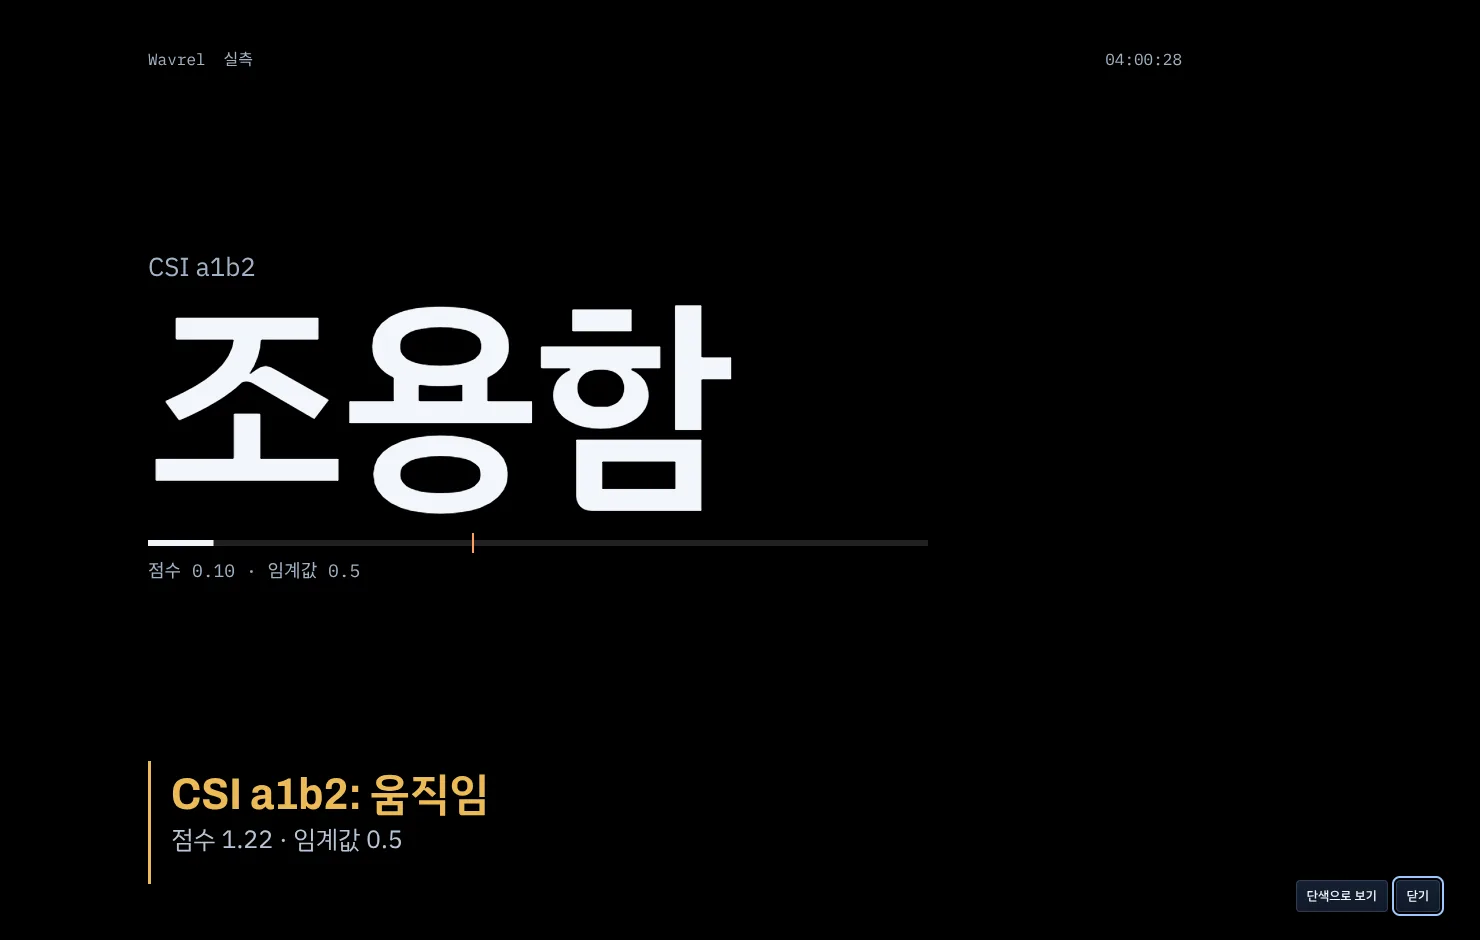 Wavrel 실측
04:00:28
CSI a1b2
조용함
점수 0.10 · 임계값 0.5
CSI a1b2: 움직임
점수 1.22 · 임계값 0.5
단색으로 보기
닫기